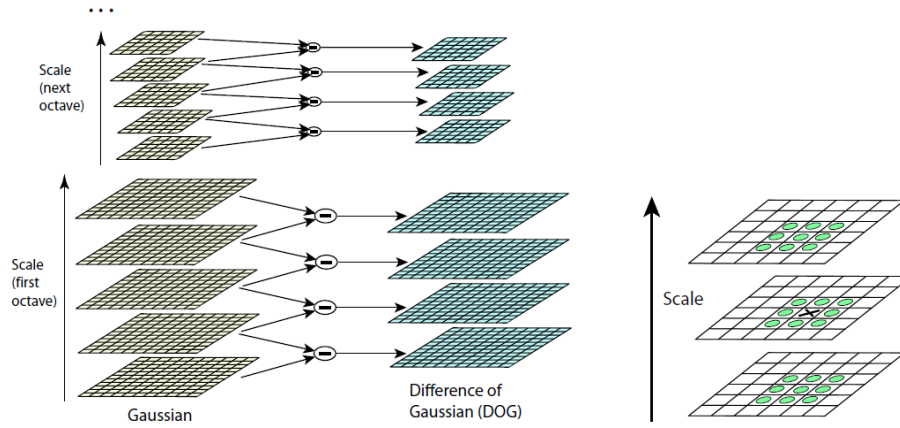 ...
Scale
(next
octave)
Scale
(first
octave)
Gaussian
Difference of
Gaussian (DOG)
Scale